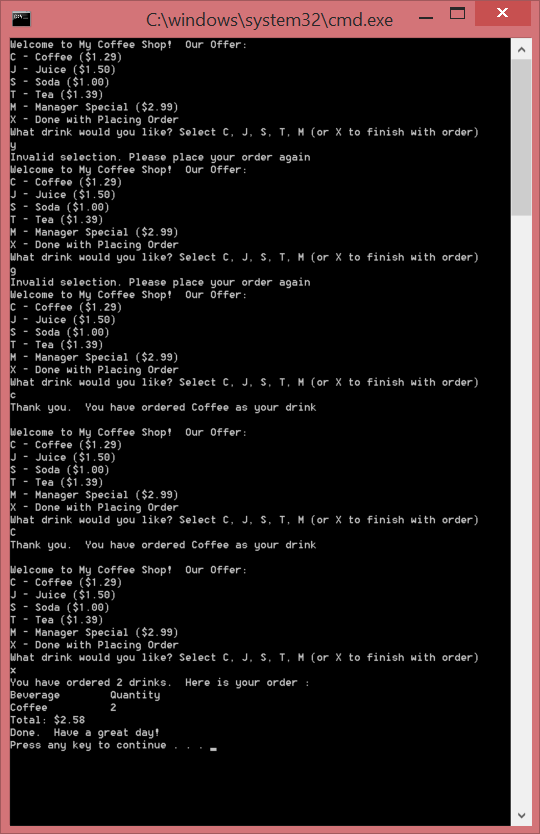 C:\windows\system32\cmd.exe
Welcome to My Coffee Shop!  Our Offer:
C - Coffee ($1.29)
J - Juice ($1.50)
S - Soda ($1.00)
T - Tea ($1.39)
M - Manager Special ($2.99)
X - Done with Placing Order
What drink would you like? Select C, J, S, T, M (or X to finish with order)
y
Invalid selection. Please place your order again
Welcome to My Coffee Shop!  Our Offer:
C - Coffee ($1.29)
J - Juice ($1.50)
S - Soda ($1.00)
T - Tea ($1.39)
M - Manager Special ($2.99)
X - Done with Placing Order
What drink would you like? Select C, J, S, T, M (or X to finish with order)
g
Invalid selection. Please place your order again
Welcome to My Coffee Shop!  Our Offer:
C - Coffee ($1.29)
J - Juice ($1.50)
S - Soda ($1.00)
T - Tea ($1.39)
M - Manager Special ($2.99)
X - Done with Placing Order
What drink would you like? Select C, J, S, T, M (or X to finish with order)
c
Thank you.  You have ordered Coffee as your drink
Welcome to My Coffee Shop!  Our Offer:
C - Coffee ($1.29)
J - Juice ($1.50)
S - Soda ($1.00)
T - Tea ($1.39)
M - Manager Special ($2.99)
X - Done with Placing Order
What drink would you like? Select C, J, S, T, M (or X to finish with order)
C
Thank you.  You have ordered Coffee as your drink
Welcome to My Coffee Shop!  Our Offer:
C - Coffee ($1.29)
J - Juice ($1.50)
S - Soda ($1.00)
T - Tea ($1.39)
M - Manager Special ($2.99)
X - Done with Placing Order
What drink would you like? Select C, J, S, T, M (or X to finish with order)
x
You have ordered 2 drinks.  Here is your order :
Beverage        Quantity
Coffee          2
Total: $2.58
Done.  Have a great day!
Press any key to continue . . .